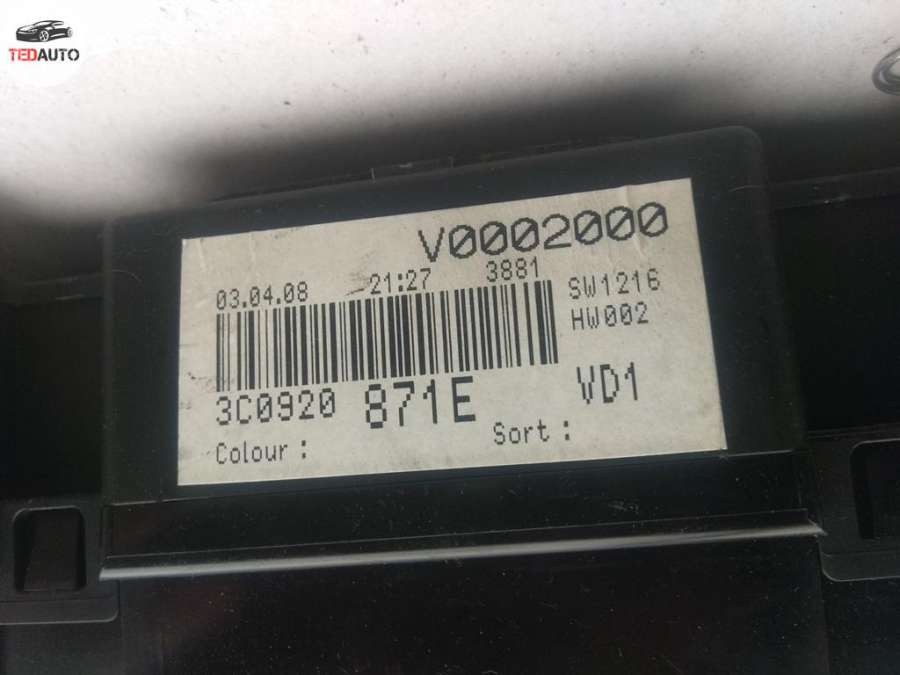 TEDAUTO
V0002000
03.04.08 21:27 3881
SW1216
HW002
3C0920 871E VD1
Colour : Sort :